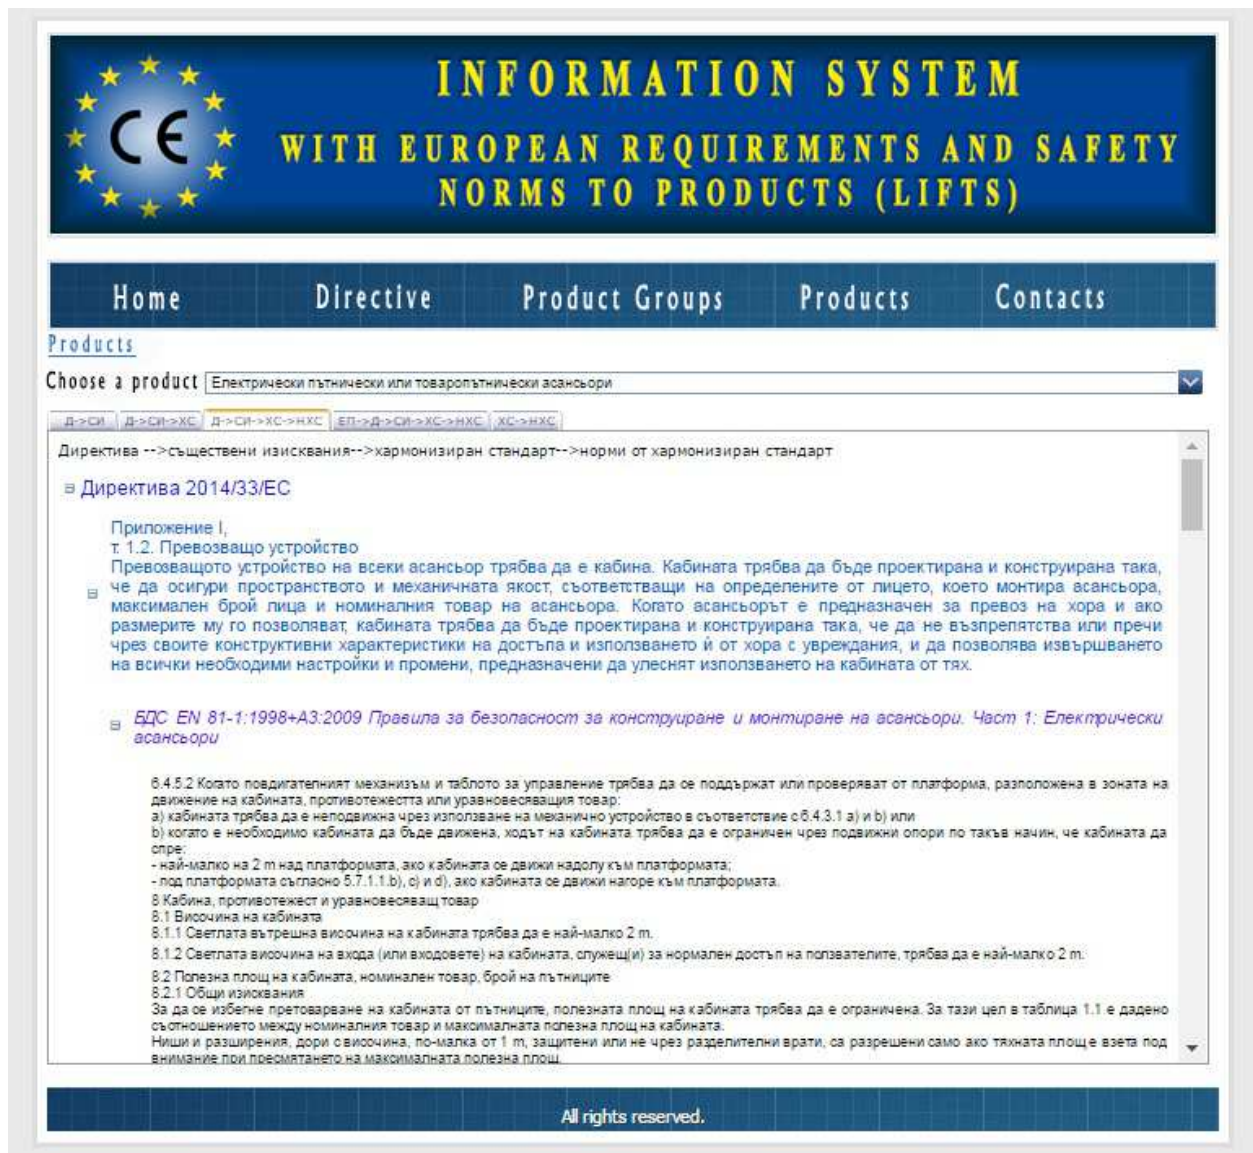 CE
INFORMATION SYSTEM
WITH EUROPEAN REQUIREMENTS AND SAFETY
NORMS TO PRODUCTS (LIFTS)
Home Directive Product Groups Products Contacts
Products
Choose a product Електрически пътнически или товаропътнически асансьори
Д->СИ Д->СИ->ХС Д->СИ->ХС->НХС ЕП->Д->СИ->ХС->НХС ХС->НХС
Директива -->съществени изисквания-->хармонизиран стандарт-->норми от хармонизиран стандарт
Директива 2014/33/ЕС
Приложение I,
т. 1.2. Превозващо устройство
Превозващото устройство на всеки асансьор трябва да е кабина. Кабината трябва да бъде проектирана и конструирана така,
че да осигури пространството и механичната якост, съответстващи на определените от лицето, което монтира асансьора,
максимален брой лица и номиналния товар на асансьора. Когато асансьорът е предназначен за превоз на хора и ако
размерите му го позволяват, кабината трябва да бъде проектирана и конструирана така, че да не възпрепятства или пречи
чрез своите конструктивни характеристики на достъпа и използването ѝ от хора с увреждания, и да позволява извършването
на всички необходими настройки и промени, предназначени да улеснят използването на кабината от тях.
БДС EN 81-1:1998+A3:2009 Правила за безопасност за конструиране и монтиране на асансьори. Част 1: Електрически
асансьори
6.4.5.2 Когато повдигателният механизъм и таблото за управление трябва да се поддържат или проверяват от платформа, разположена в зоната на
движение на кабината, противотежестта или уравновесяващия товар:
a) кабината трябва да е неподвижна чрез използване на механично устройство в съответствие с 6.4.3.1 a) и b) или
b) когато е необходимо кабината да бъде движена, ходът на кабината трябва да е ограничен чрез подвижни опори по такъв начин, че кабината да
спре:
- най-малко на 2 m над платформата, ако кабината се движи надолу към платформата;
- под платформата съгласно 5.7.1.1.b), c) и d), ако кабината се движи нагоре към платформата.
8 Кабина, противотежест и уравновесяващ товар
8.1 Височина на кабината
8.1.1 Светлата вътрешна височина на кабината трябва да е най-малко 2 m.
8.1.2 Светлата височина на входа (или входовете) на кабината, служещ(и) за нормален достъп на ползвателите, трябва да е най-малко 2 m.
8.2 Полезна площ на кабината, номинален товар, брой на пътниците
8.2.1 Общи изисквания
За да се избегне претоварване на кабината от пътниците, полезната площ на кабината трябва да е ограничена. За тази цел в таблица 1.1 е дадено
съотношението между номиналния товар и максималната полезна площ на кабината.
Ниши и разширения, дори с височина, по-малка от 1 m, защитени или не чрез разделителни врати, са разрешени само ако тяхната площ е взета под
внимание при пресмятането на максималната полезна площ.
All rights reserved.